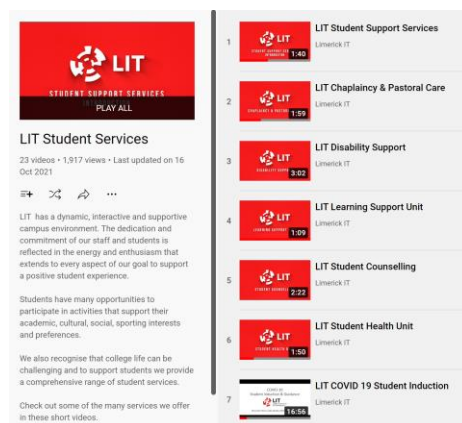 LIT
STUDENT SUPPORT SERVICES
PLAY ALL
LIT Student Services
23 videos • 1,917 views • Last updated on 16
Oct 2021
LIT has a dynamic, interactive and supportive
campus environment. The dedication and
commitment of our staff and students is
reflected in the energy and enthusiasm that
extends to every aspect of our goal to support
a positive student experience.
Students have many opportunities to
participate in activities that support their
academic, cultural, social, sporting interests
and preferences.
We also recognise that college life can be
challenging and to support students we provide
a comprehensive range of student services.
Check out some of the many services we offer
in these short videos.
1
LIT
1:40
LIT Student Support Services
Limerick IT
2
LIT
1:59
LIT Chaplaincy & Pastoral Care
Limerick IT
3
LIT
3:02
LIT Disability Support
Limerick IT
4
LIT
1:09
LIT Learning Support Unit
Limerick IT
5
LIT
2:22
LIT Student Counselling
Limerick IT
6
LIT
1:50
LIT Student Health Unit
Limerick IT
7
LIT
16:56
LIT COVID 19 Student Induction
Limerick IT